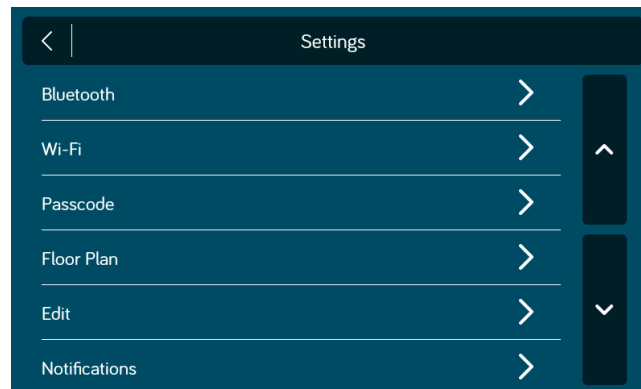 Settings
Bluetooth
Wi-Fi
Passcode
Floor Plan
Edit
Notifications